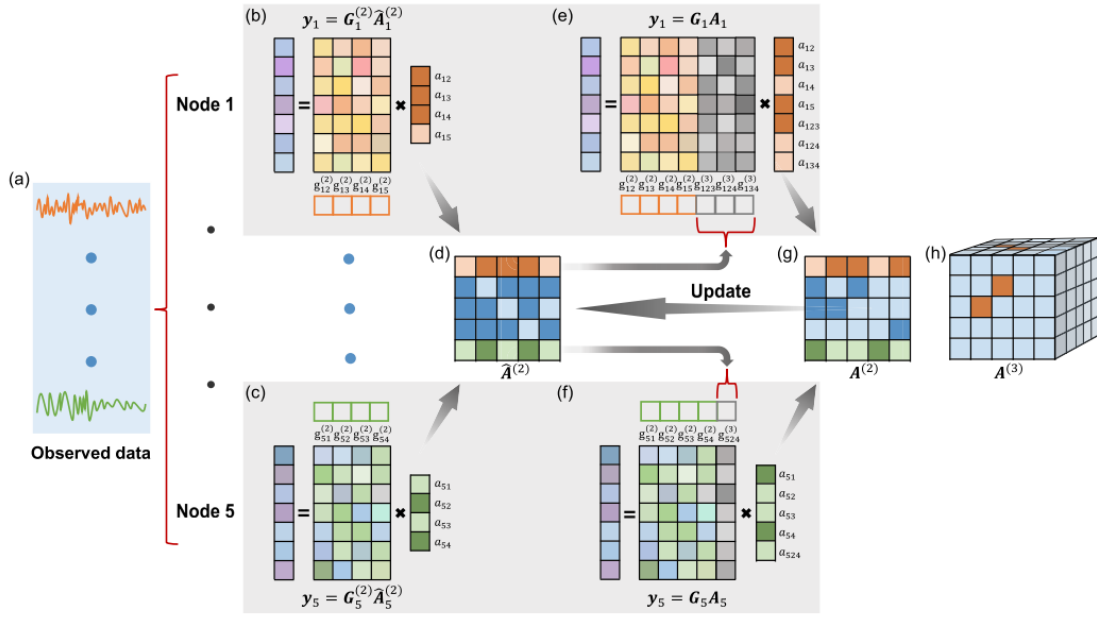 (a)
Observed data
Node 1
Node 5
(b)
y₁ = G₁⁽²⁾Â₁⁽²⁾
=
×
a₁₂
a₁₃
a₁₄
a₁₅
g₁₂⁽²⁾ g₁₃⁽²⁾ g₁₄⁽²⁾ g₁₅⁽²⁾
(c)
g₅₁⁽²⁾ g₅₂⁽²⁾ g₅₃⁽²⁾ g₅₄⁽²⁾
=
×
a₅₁
a₅₂
a₅₃
a₅₄
y₅ = G₅⁽²⁾Â₅⁽²⁾
(d)
Â⁽²⁾
Update
(e)
y₁ = G₁A₁
=
×
a₁₂
a₁₃
a₁₄
a₁₅
a₁₂₃
a₁₂₄
a₁₃₄
g₁₂⁽²⁾ g₁₃⁽²⁾ g₁₄⁽²⁾ g₁₅⁽²⁾ g₁₂₃⁽³⁾ g₁₂₄⁽³⁾ g₁₃₄⁽³⁾
(f)
g₅₁⁽²⁾ g₅₂⁽²⁾ g₅₃⁽²⁾ g₅₄⁽²⁾ g₅₂₄⁽³⁾
=
×
a₅₁
a₅₂
a₅₃
a₅₄
a₅₂₄
y₅ = G₅A₅
(g)
A⁽²⁾
(h)
A⁽³⁾